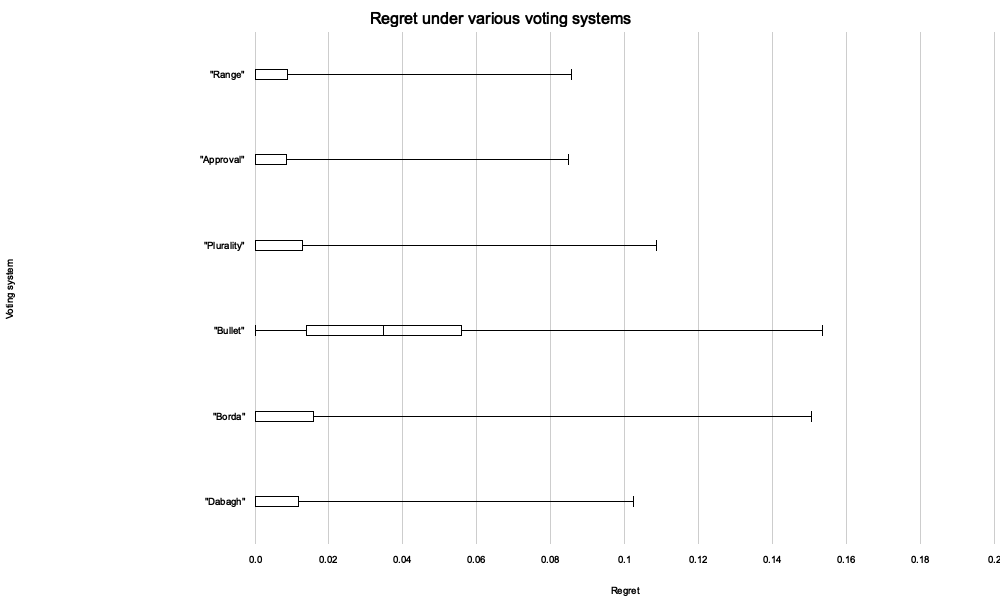 Regret under various voting systems
"Range"
"Approval"
"Plurality"
Voting system
"Bullet"
"Borda"
"Dabagh"
0.0 0.02 0.04 0.06 0.08 0.1 0.12 0.14 0.16 0.18 0.2
Regret